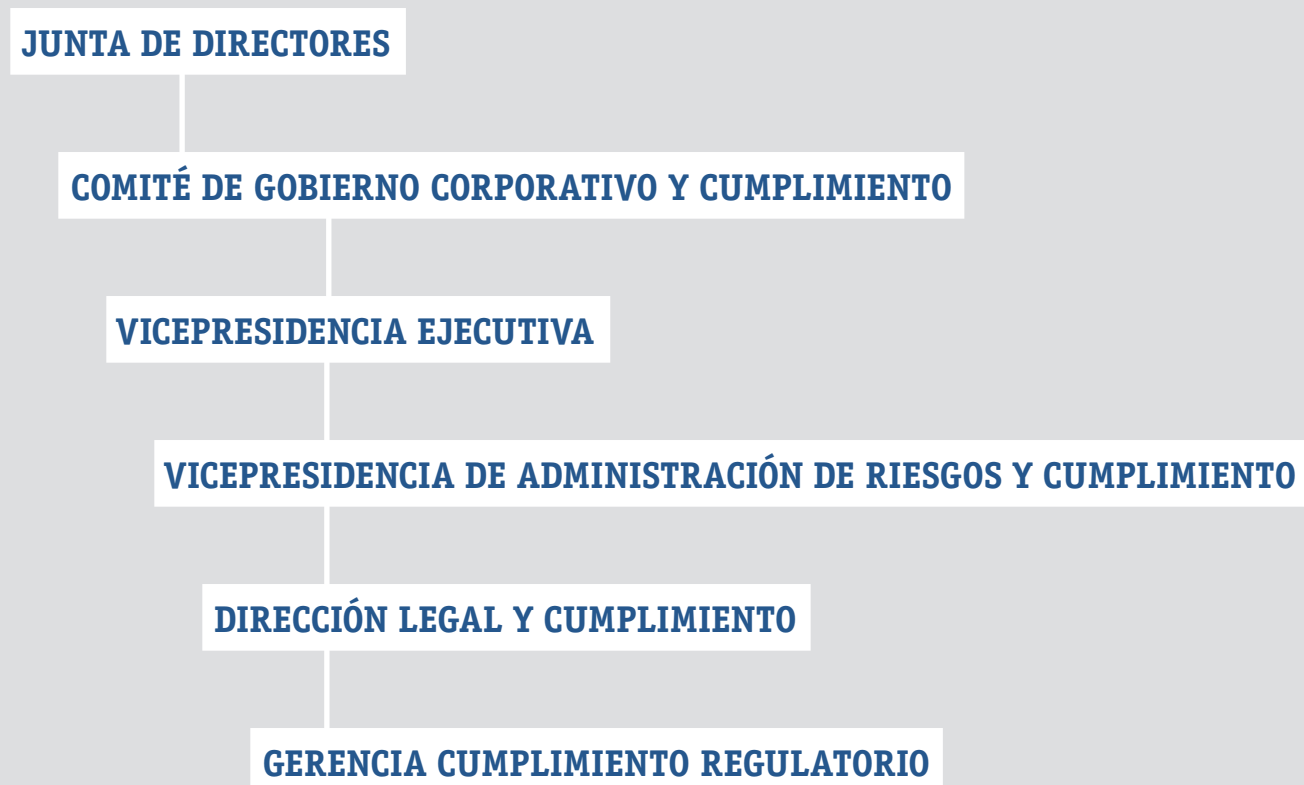 JUNTA DE DIRECTORES
COMITÉ DE GOBIERNO CORPORATIVO Y CUMPLIMIENTO
VICEPRESIDENCIA EJECUTIVA
VICEPRESIDENCIA DE ADMINISTRACIÓN DE RIESGOS Y CUMPLIMIENTO
DIRECCIÓN LEGAL Y CUMPLIMIENTO
GERENCIA CUMPLIMIENTO REGULATORIO